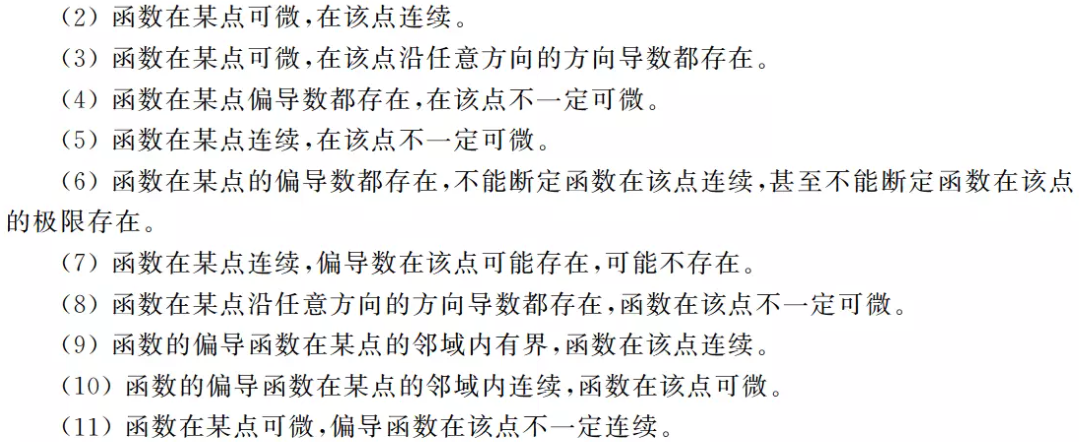 (2) 函数在某点可微,在该点连续。
(3) 函数在某点可微,在该点沿任意方向的方向导数都存在。
(4) 函数在某点偏导数都存在,在该点不一定可微。
(5) 函数在某点连续,在该点不一定可微。
(6) 函数在某点的偏导数都存在,不能断定函数在该点连续,甚至不能断定函数在该点
的极限存在。
(7) 函数在某点连续,偏导数在该点可能存在,可能不存在。
(8) 函数在某点沿任意方向的方向导数都存在,函数在该点不一定可微。
(9) 函数的偏导函数在某点的邻域内有界,函数在该点连续。
(10) 函数的偏导函数在某点的邻域内连续,函数在该点可微。
(11) 函数在某点可微,偏导函数在该点不一定连续。